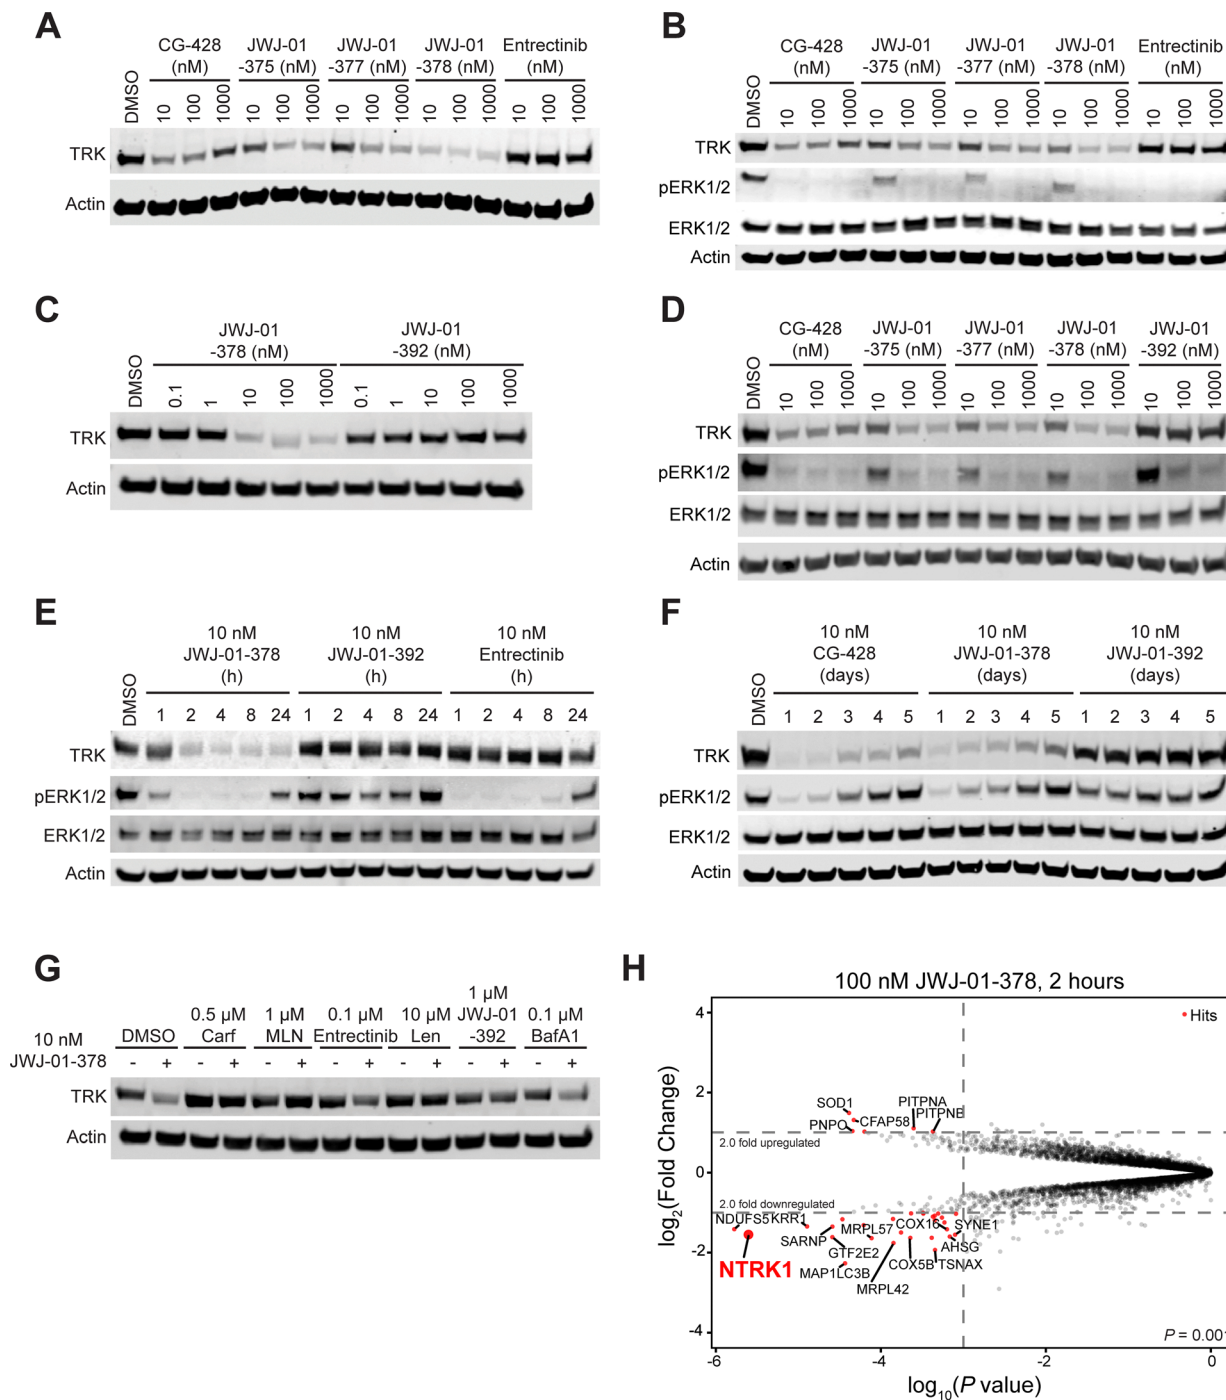 A
CG-428 (nM)
JWJ-01 -375 (nM)
JWJ-01 -377 (nM)
JWJ-01 -378 (nM)
Entrectinib (nM)
DMSO 10 100 1000 10 100 1000 10 100 1000 10 100 1000 10 100 1000
TRK
Actin
B
CG-428 (nM)
JWJ-01 -375 (nM)
JWJ-01 -377 (nM)
JWJ-01 -378 (nM)
Entrectinib (nM)
DMSO 10 100 1000 10 100 1000 10 100 1000 10 100 1000 10 100 1000
TRK
pERK1/2
ERK1/2
Actin
C
JWJ-01 -378 (nM)
JWJ-01 -392 (nM)
DMSO 0.1 1 10 100 1000 0.1 1 10 100 1000
TRK
Actin
D
CG-428 (nM)
JWJ-01 -375 (nM)
JWJ-01 -377 (nM)
JWJ-01 -378 (nM)
JWJ-01 -392 (nM)
DMSO 10 100 1000 10 100 1000 10 100 1000 10 100 1000 10 100 1000
TRK
pERK1/2
ERK1/2
Actin
E
10 nM JWJ-01-378 (h)
10 nM JWJ-01-392 (h)
10 nM Entrectinib (h)
DMSO 1 2 4 8 24 1 2 4 8 24 1 2 4 8 24
TRK
pERK1/2
ERK1/2
Actin
F
10 nM CG-428 (days)
10 nM JWJ-01-378 (days)
10 nM JWJ-01-392 (days)
DMSO 1 2 3 4 5 1 2 3 4 5 1 2 3 4 5
TRK
pERK1/2
ERK1/2
Actin
G
DMSO
0.5 µM Carf
1 µM MLN
0.1 µM Entrectinib
10 µM Len
1 µM JWJ-01 -392
0.1 µM BafA1
10 nM JWJ-01-378 - + - + - + - + - + - + - +
TRK
Actin
H
100 nM JWJ-01-378, 2 hours
Hits
log2(Fold Change)
4
2
0
-2
-4
SOD1
PITPNA
PITPNB
PNPO
CFAP58
2.0 fold upregulated
2.0 fold downregulated
NDUFS5
KRR1
MRPL57
COX16
SYNE1
SARNP
AHSG
GTF2E2
NTRK1
MAP1LC3B
COX5B
TSNAX
MRPL42
P = 0.001
-6 -4 -2 0
log10(P value)